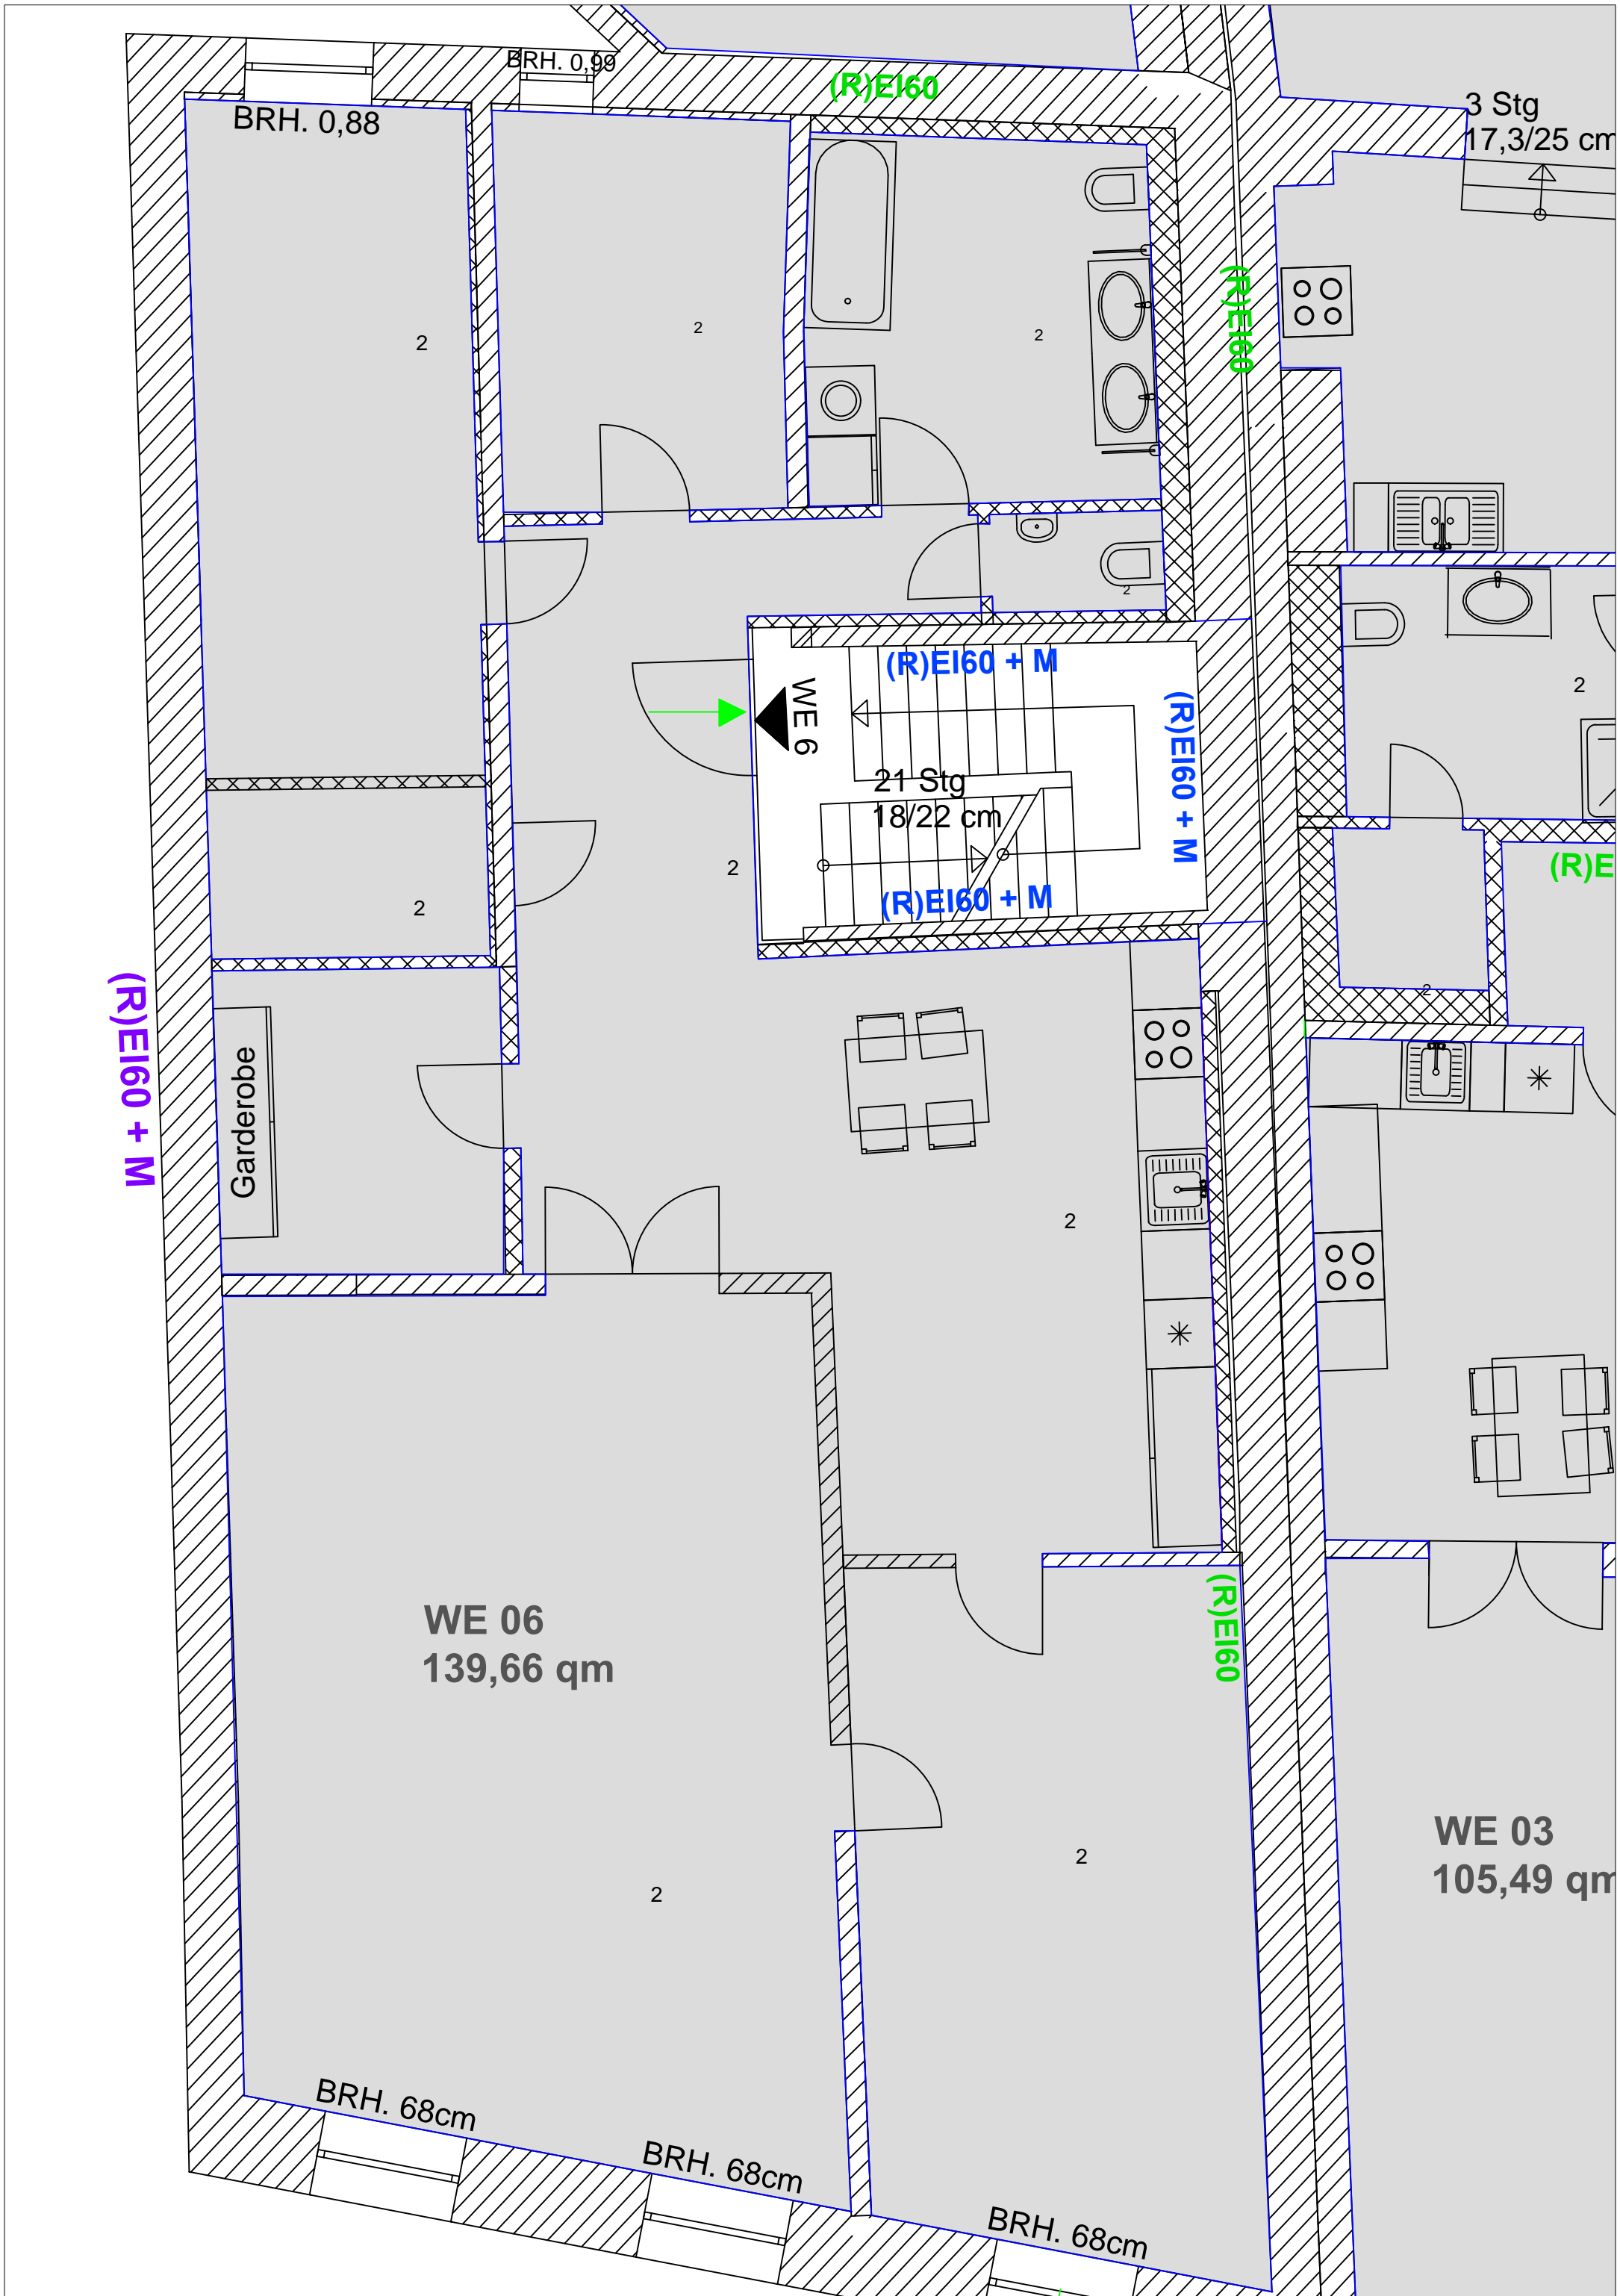 BRH. 0,99
(R)EI60
3 Stg
17,3/25 cm
BRH. 0,88
(R)EI60
2
2
2
2
2
(R)EI60 + M
WE 6
(R)EI60 + M
21 Stg
18/22 cm
2
(R)E
(R)EI60 + M
2
2
(R)EI60 + M
Garderobe
2
WE 06
139,66 qm
(R)EI60
WE 03
105,49 qm
2
2
BRH. 68cm
BRH. 68cm
BRH. 68cm